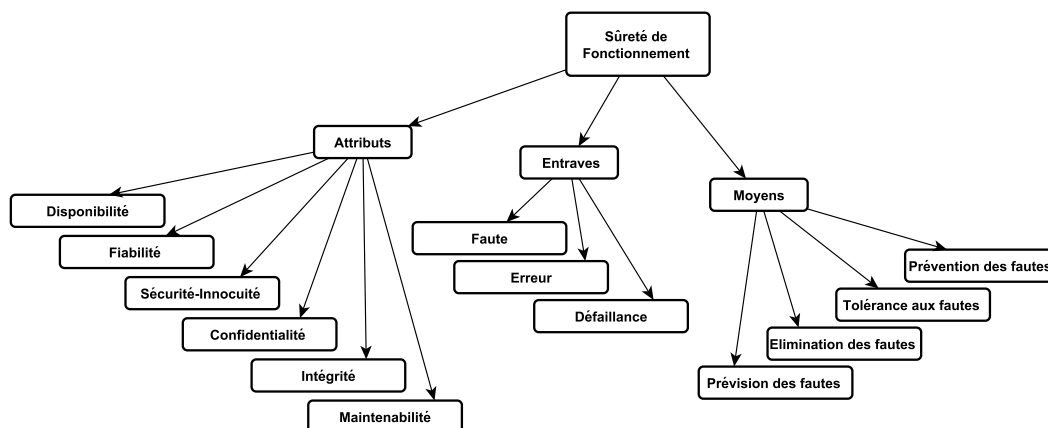 Sûreté de
Fonctionnement
Attributs
Entraves
Moyens
Disponibilité
Fiabilité
Sécurité-Innocuité
Confidentialité
Intégrité
Maintenabilité
Faute
Erreur
Défaillance
Prévention des fautes
Tolérance aux fautes
Elimination des fautes
Prévision des fautes